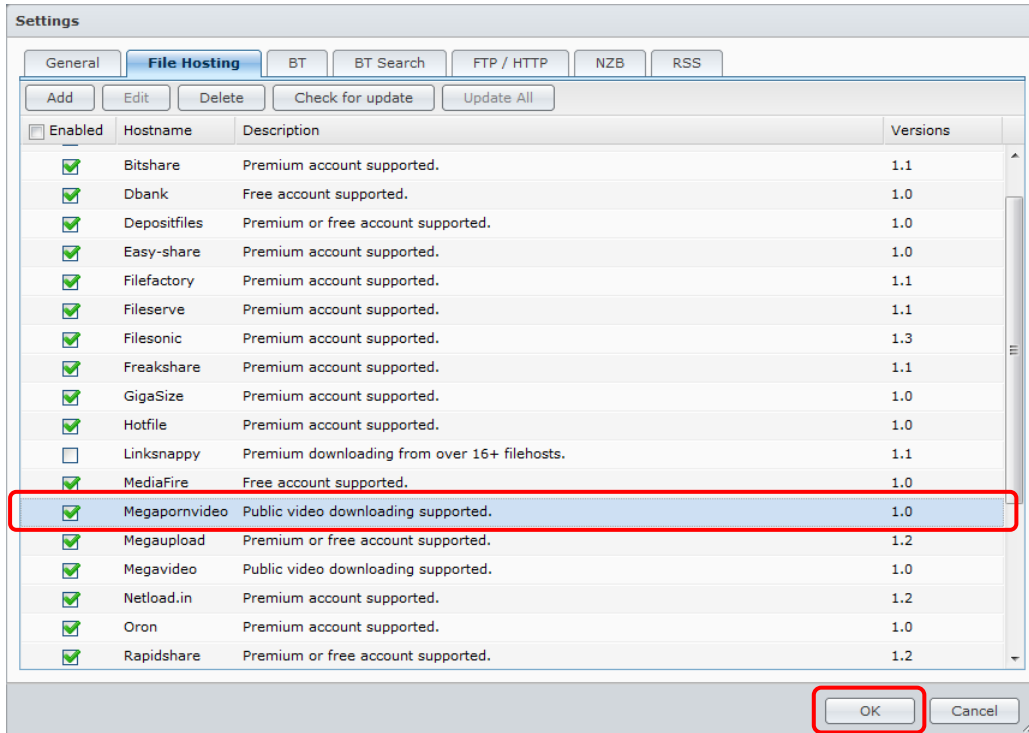 Settings
General File Hosting BT BT Search FTP / HTTP NZB RSS
Add Edit Delete Check for update Update All
Enabled Hostname Description Versions
Bitshare Premium account supported. 1.1
Dbank Free account supported. 1.0
Depositfiles Premium or free account supported. 1.0
Easy-share Premium account supported. 1.0
Filefactory Premium account supported. 1.1
Fileserve Premium account supported. 1.1
Filesonic Premium account supported. 1.3
Freakshare Premium account supported. 1.1
GigaSize Premium account supported. 1.0
Hotfile Premium account supported. 1.0
Linksnappy Premium downloading from over 16+ filehosts. 1.1
MediaFire Free account supported. 1.0
Megapornvideo Public video downloading supported. 1.0
Megaupload Premium or free account supported. 1.2
Megavideo Public video downloading supported. 1.0
Netload.in Premium account supported. 1.2
Oron Premium account supported. 1.0
Rapidshare Premium or free account supported. 1.2
OK Cancel